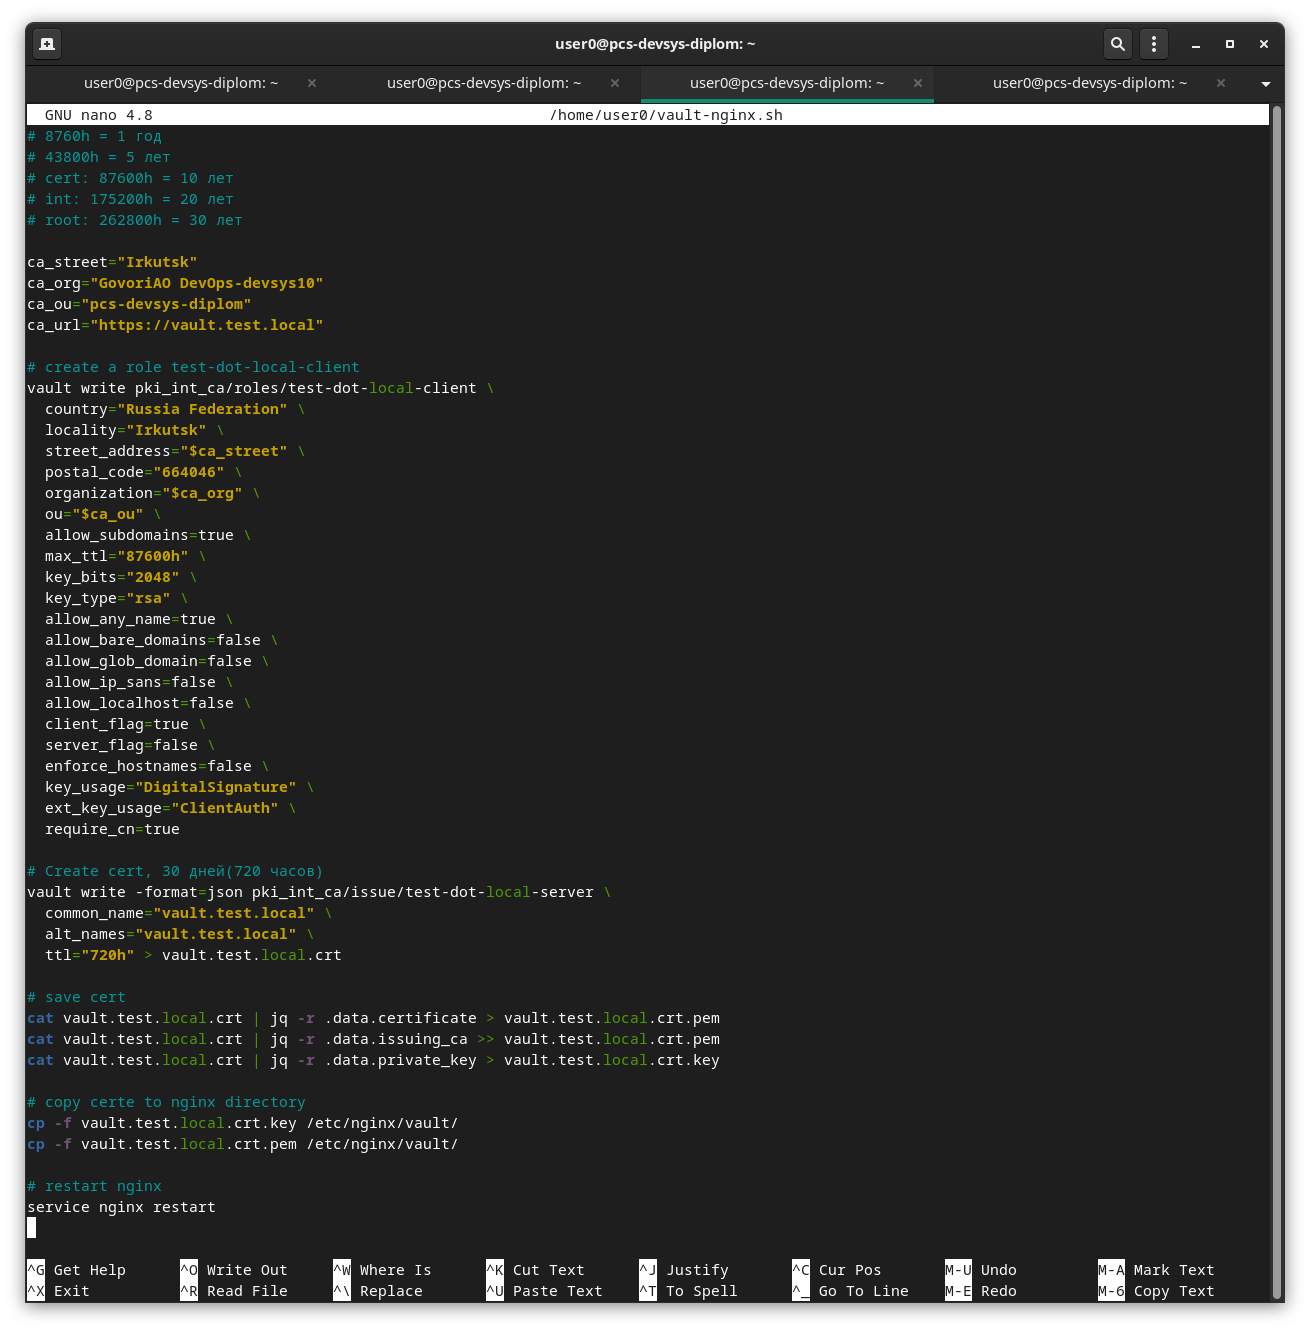 user0@pcs-devsys-diplom: ~
user0@pcs-devsys-diplom: ~ × user0@pcs-devsys-diplom: ~ × user0@pcs-devsys-diplom: ~ × user0@pcs-devsys-diplom: ~ ×
GNU nano 4.8 /home/user0/vault-nginx.sh
# 8760h = 1 год
# 43800h = 5 лет
# cert: 87600h = 10 лет
# int: 175200h = 20 лет
# root: 262800h = 30 лет
ca_street="Irkutsk"
ca_org="GovoriAO DevOps-devsys10"
ca_ou="pcs-devsys-diplom"
ca_url="https://vault.test.local"
# create a role test-dot-local-client
vault write pki_int_ca/roles/test-dot-local-client \
country="Russia Federation" \
locality="Irkutsk" \
street_address="$ca_street" \
postal_code="664046" \
organization="$ca_org" \
ou="$ca_ou" \
allow_subdomains=true \
max_ttl="87600h" \
key_bits="2048" \
key_type="rsa" \
allow_any_name=true \
allow_bare_domains=false \
allow_glob_domain=false \
allow_ip_sans=false \
allow_localhost=false \
client_flag=true \
server_flag=false \
enforce_hostnames=false \
key_usage="DigitalSignature" \
ext_key_usage="ClientAuth" \
require_cn=true
# Create cert, 30 дней(720 часов)
vault write -format=json pki_int_ca/issue/test-dot-local-server \
common_name="vault.test.local" \
alt_names="vault.test.local" \
ttl="720h" > vault.test.local.crt
# save cert
cat vault.test.local.crt | jq -r .data.certificate > vault.test.local.crt.pem
cat vault.test.local.crt | jq -r .data.issuing_ca >> vault.test.local.crt.pem
cat vault.test.local.crt | jq -r .data.private_key > vault.test.local.crt.key
# copy certe to nginx directory
cp -f vault.test.local.crt.key /etc/nginx/vault/
cp -f vault.test.local.crt.pem /etc/nginx/vault/
# restart nginx
service nginx restart
^G Get Help ^O Write Out ^W Where Is ^K Cut Text ^J Justify ^C Cur Pos M-U Undo M-A Mark Text
^X Exit ^R Read File ^\ Replace ^U Paste Text ^T To Spell ^_ Go To Line M-E Redo M-6 Copy Text